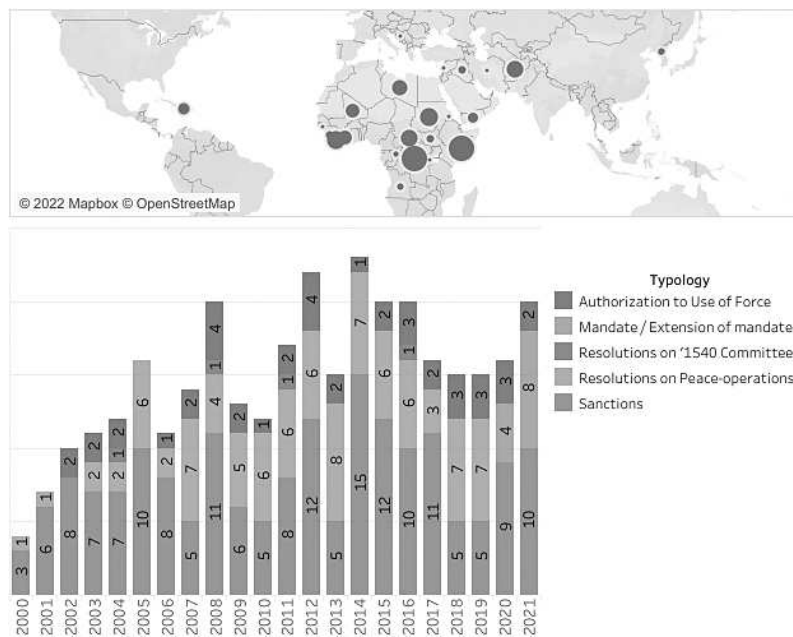 © 2022 Mapbox © OpenStreetMap
Typology
Authorization to Use of Force
Mandate / Extension of mandate
Resolutions on '1540 Committee
Resolutions on Peace-operations
Sanctions
3 1
6 1
8 2
7 2 2
7 2 1 2
10 6
8 2 1
5 7 2
11 4 1 4
6 5 2
5 6 1
8 6 1 2
12 6 4
5 8 2
15 7 1
12 6 2
10 6 1 3
11 3 2
5 7 3
5 7 3
9 4 3
10 8 2
2000 2001 2002 2003 2004 2005 2006 2007 2008 2009 2010 2011 2012 2013 2014 2015 2016 2017 2018 2019 2020 2021